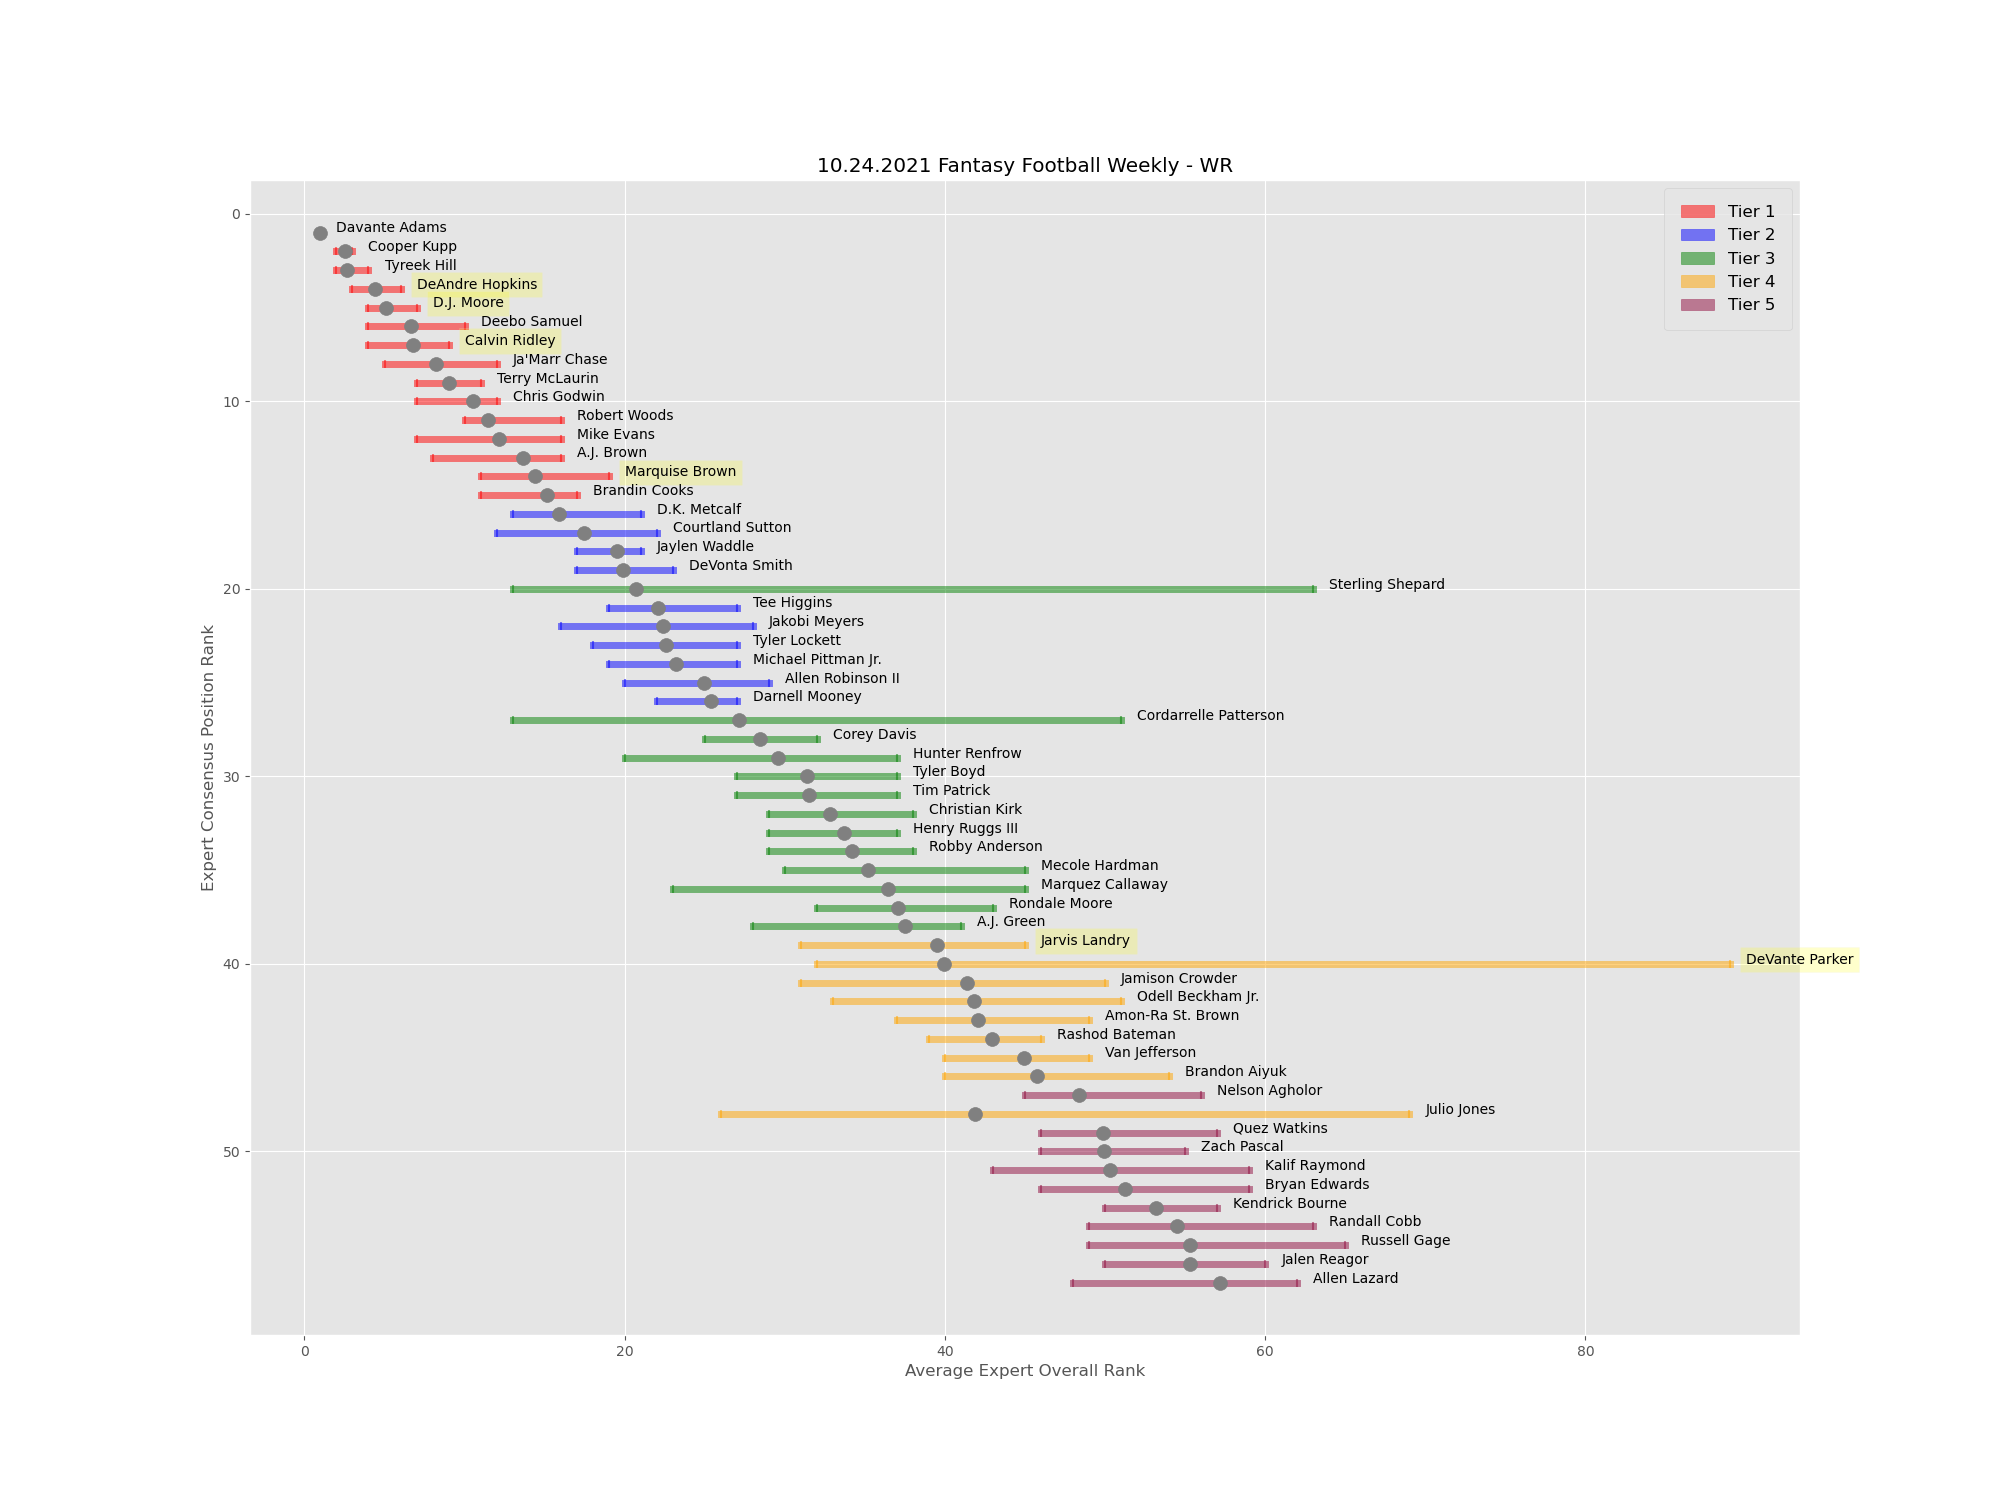 10.24.2021 Fantasy Football Weekly - WR
Tier 1
Tier 2
Tier 3
Tier 4
Tier 5
Expert Consensus Position Rank
0
10
20
30
40
50
Davante Adams
Cooper Kupp
Tyreek Hill
DeAndre Hopkins
D.J. Moore
Deebo Samuel
Calvin Ridley
Ja'Marr Chase
Terry McLaurin
Chris Godwin
Robert Woods
Mike Evans
A.J. Brown
Marquise Brown
Brandin Cooks
D.K. Metcalf
Courtland Sutton
Jaylen Waddle
DeVonta Smith
Sterling Shepard
Tee Higgins
Jakobi Meyers
Tyler Lockett
Michael Pittman Jr.
Allen Robinson II
Darnell Mooney
Cordarrelle Patterson
Corey Davis
Hunter Renfrow
Tyler Boyd
Tim Patrick
Christian Kirk
Henry Ruggs III
Robby Anderson
Mecole Hardman
Marquez Callaway
Rondale Moore
A.J. Green
Jarvis Landry
DeVante Parker
Jamison Crowder
Odell Beckham Jr.
Amon-Ra St. Brown
Rashod Bateman
Van Jefferson
Brandon Aiyuk
Nelson Agholor
Julio Jones
Quez Watkins
Zach Pascal
Kalif Raymond
Bryan Edwards
Kendrick Bourne
Randall Cobb
Russell Gage
Jalen Reagor
Allen Lazard
0 20 40 60 80
Average Expert Overall Rank